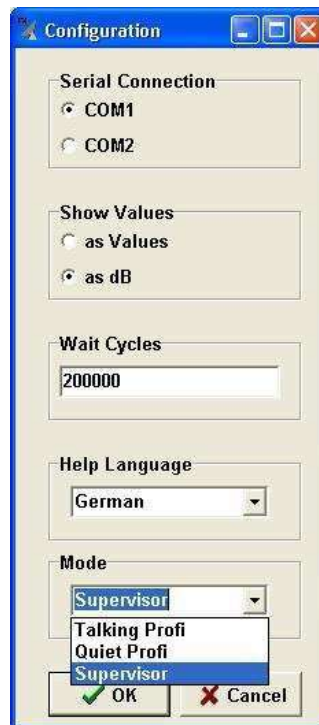 Configuration
Serial Connection
COM1
COM2
Show Values
as Values
as dB
Wait Cycles
200000
Help Language
German
Mode
Supervisor
Talking Profi
Quiet Profi
Supervisor
OK
Cancel